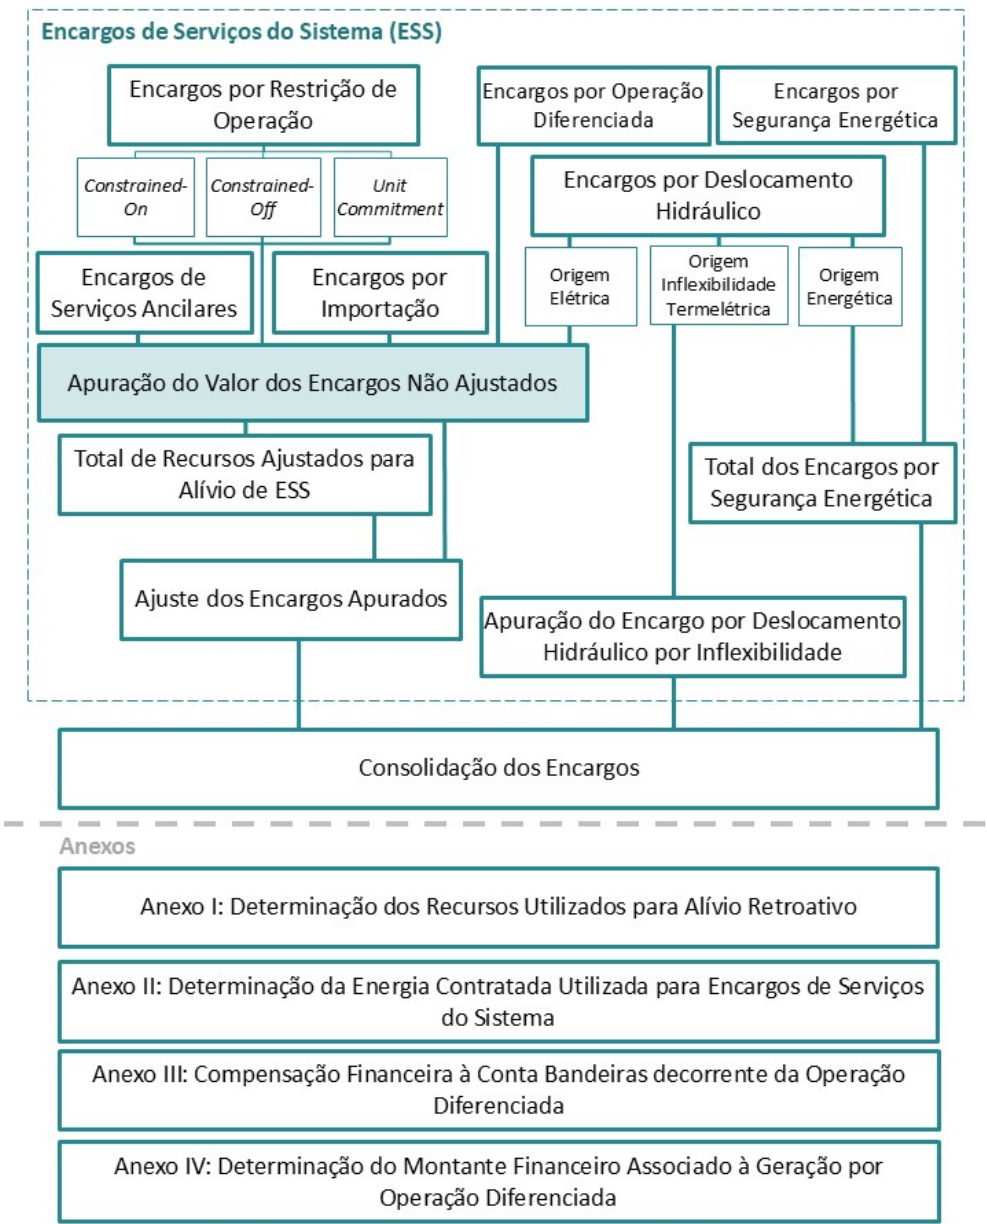 Encargos de Serviços do Sistema (ESS)
Encargos por Restrição de
Operação
Encargos por Operação
Diferenciada
Encargos por
Segurança Energética
Constrained-
On
Constrained-
Off
Unit
Commitment
Encargos por Deslocamento
Hidráulico
Encargos de
Serviços Ancilares
Encargos por
Importação
Origem
Elétrica
Origem
Inflexibilidade
Termelétrica
Origem
Energética
Apuração do Valor dos Encargos Não Ajustados
Total de Recursos Ajustados para
Alívio de ESS
Total dos Encargos por
Segurança Energética
Ajuste dos Encargos Apurados
Apuração do Encargo por Deslocamento
Hidráulico por Inflexibilidade
Consolidação dos Encargos
Anexos
Anexo I: Determinação dos Recursos Utilizados para Alívio Retroativo
Anexo II: Determinação da Energia Contratada Utilizada para Encargos de Serviços
do Sistema
Anexo III: Compensação Financeira à Conta Bandeiras decorrente da Operação
Diferenciada
Anexo IV: Determinação do Montante Financeiro Associado à Geração por
Operação Diferenciada